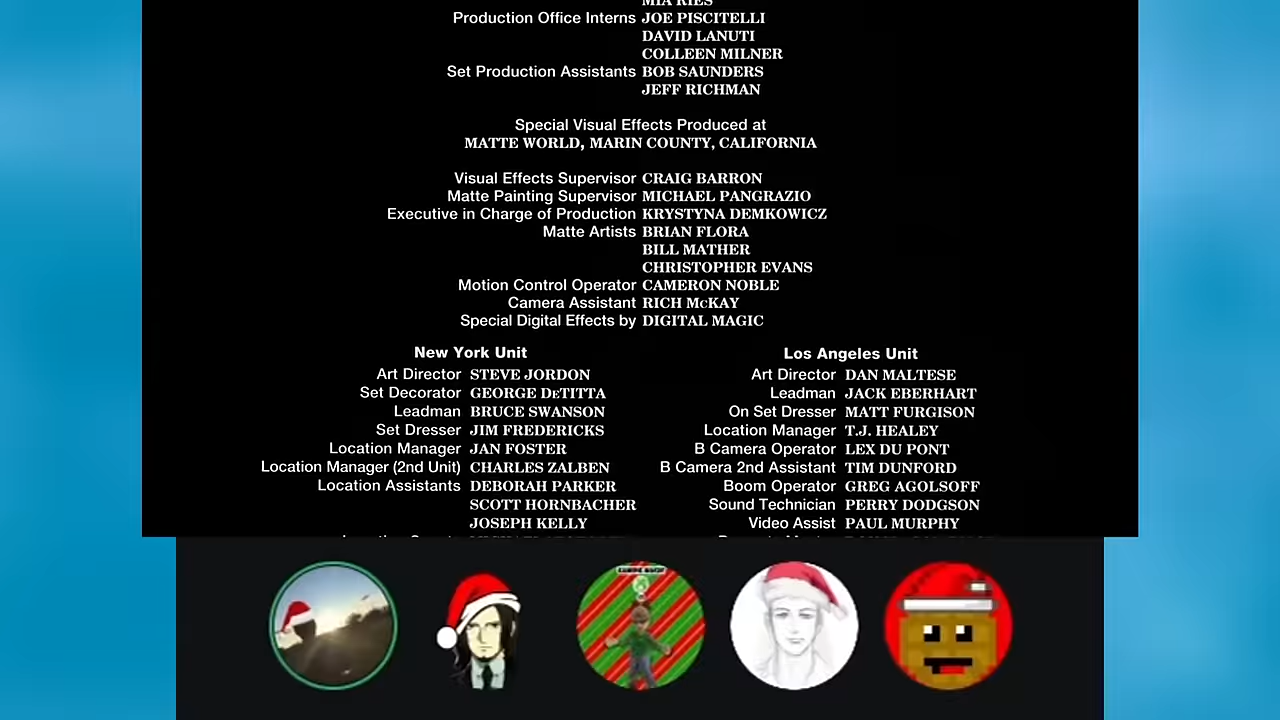 MIA RIES
Production Office Interns JOE PISCITELLI
DAVID LANUTI
COLLEEN MILNER
Set Production Assistants BOB SAUNDERS
JEFF RICHMAN
Special Visual Effects Produced at
MATTE WORLD, MARIN COUNTY, CALIFORNIA
Visual Effects Supervisor CRAIG BARRON
Matte Painting Supervisor MICHAEL PANGRAZIO
Executive in Charge of Production KRYSTYNA DEMKOWICZ
Matte Artists BRIAN FLORA
BILL MATHER
CHRISTOPHER EVANS
Motion Control Operator CAMERON NOBLE
Camera Assistant RICH McKAY
Special Digital Effects by DIGITAL MAGIC
New York Unit
Art Director STEVE JORDON
Set Decorator GEORGE DeTITTA
Leadman BRUCE SWANSON
Set Dresser JIM FREDERICKS
Location Manager JAN FOSTER
Location Manager (2nd Unit) CHARLES ZALBEN
Location Assistants DEBORAH PARKER
SCOTT HORNBACHER
JOSEPH KELLY
Los Angeles Unit
Art Director DAN MALTESE
Leadman JACK EBERHART
On Set Dresser MATT FURGISON
Location Manager T.J. HEALEY
B Camera Operator LEX DU PONT
B Camera 2nd Assistant TIM DUNFORD
Boom Operator GREG AGOLSOFF
Sound Technician PERRY DODGSON
Video Assist PAUL MURPHY